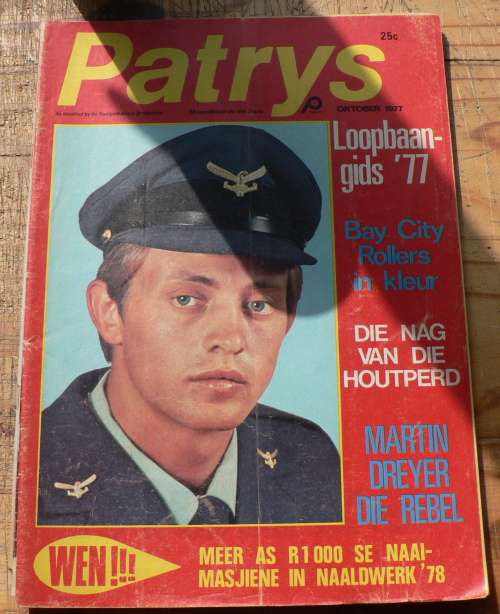 Patrys
25c
OKTOBER 1977
Loopbaan-
gids '77
Bay City
Rollers
in kleur
DIE NAG
VAN DIE
HOUTPERD
MARTIN
DREYER
DIE REBEL
WEN!!!
MEER AS R1000 SE NAAI-
MASJIENE IN NAALDWERK '78